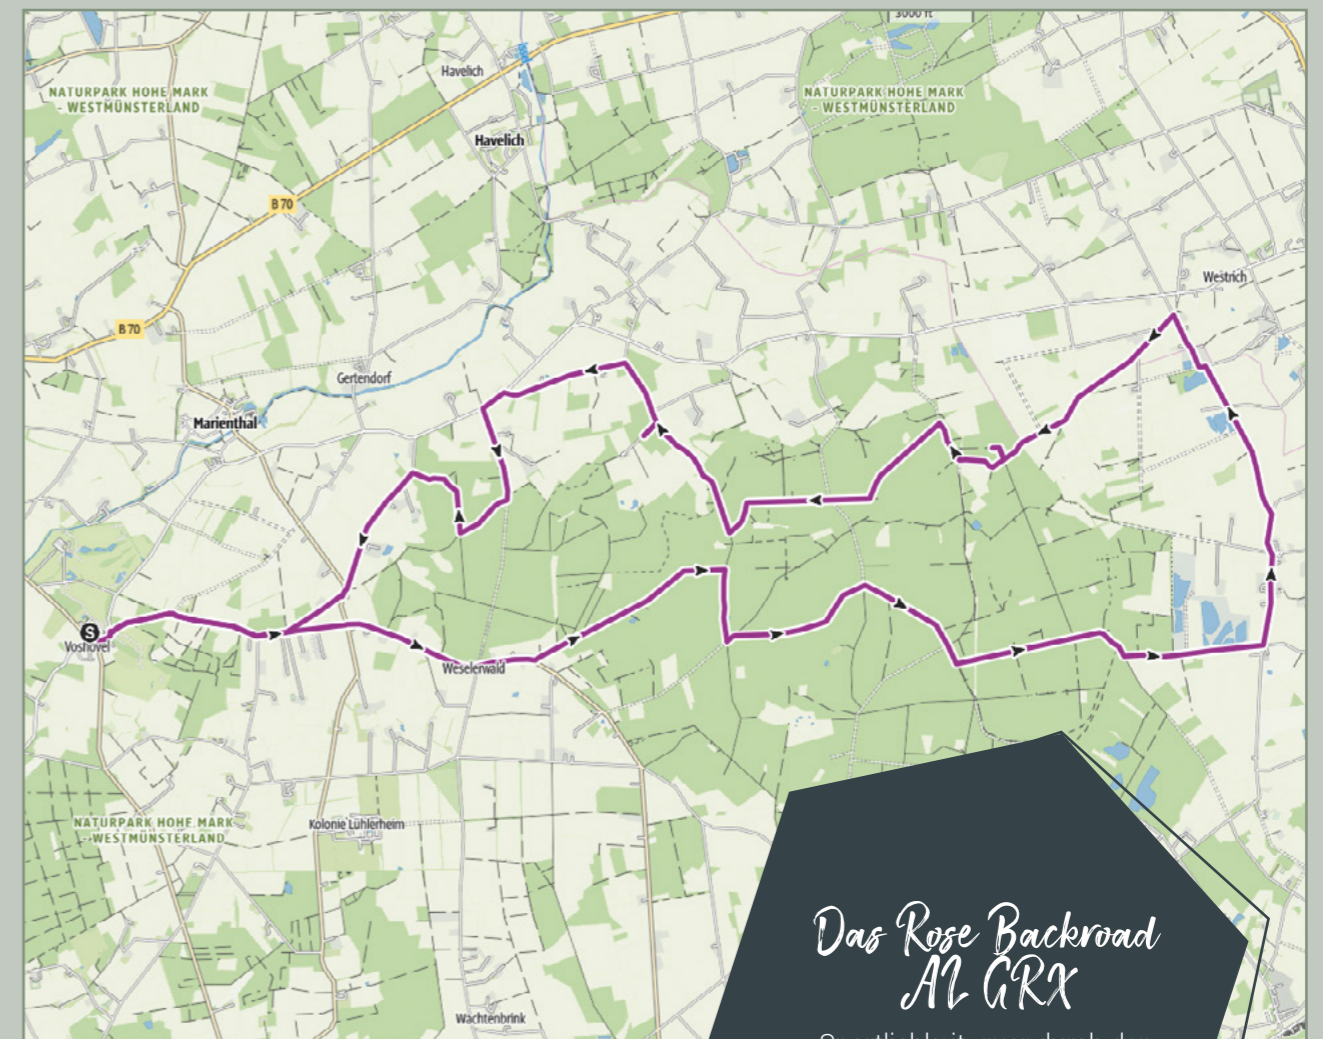 3000 ft
Havelich
NATURPARK HOHE MARK
- WESTMÜNSTERLAND
NATURPARK HOHE MARK
- WESTMÜNSTERLAND
Havelich
B 70
Westrich
B 70
Gertendorf
Marienthal
S
Voshövel
Weselerwald
NATURPARK HOHE MARK
- WESTMÜNSTERLAND
Kolonie Lühlerheim
Das Rose Backroad
AL GRX
Wachtenbrink